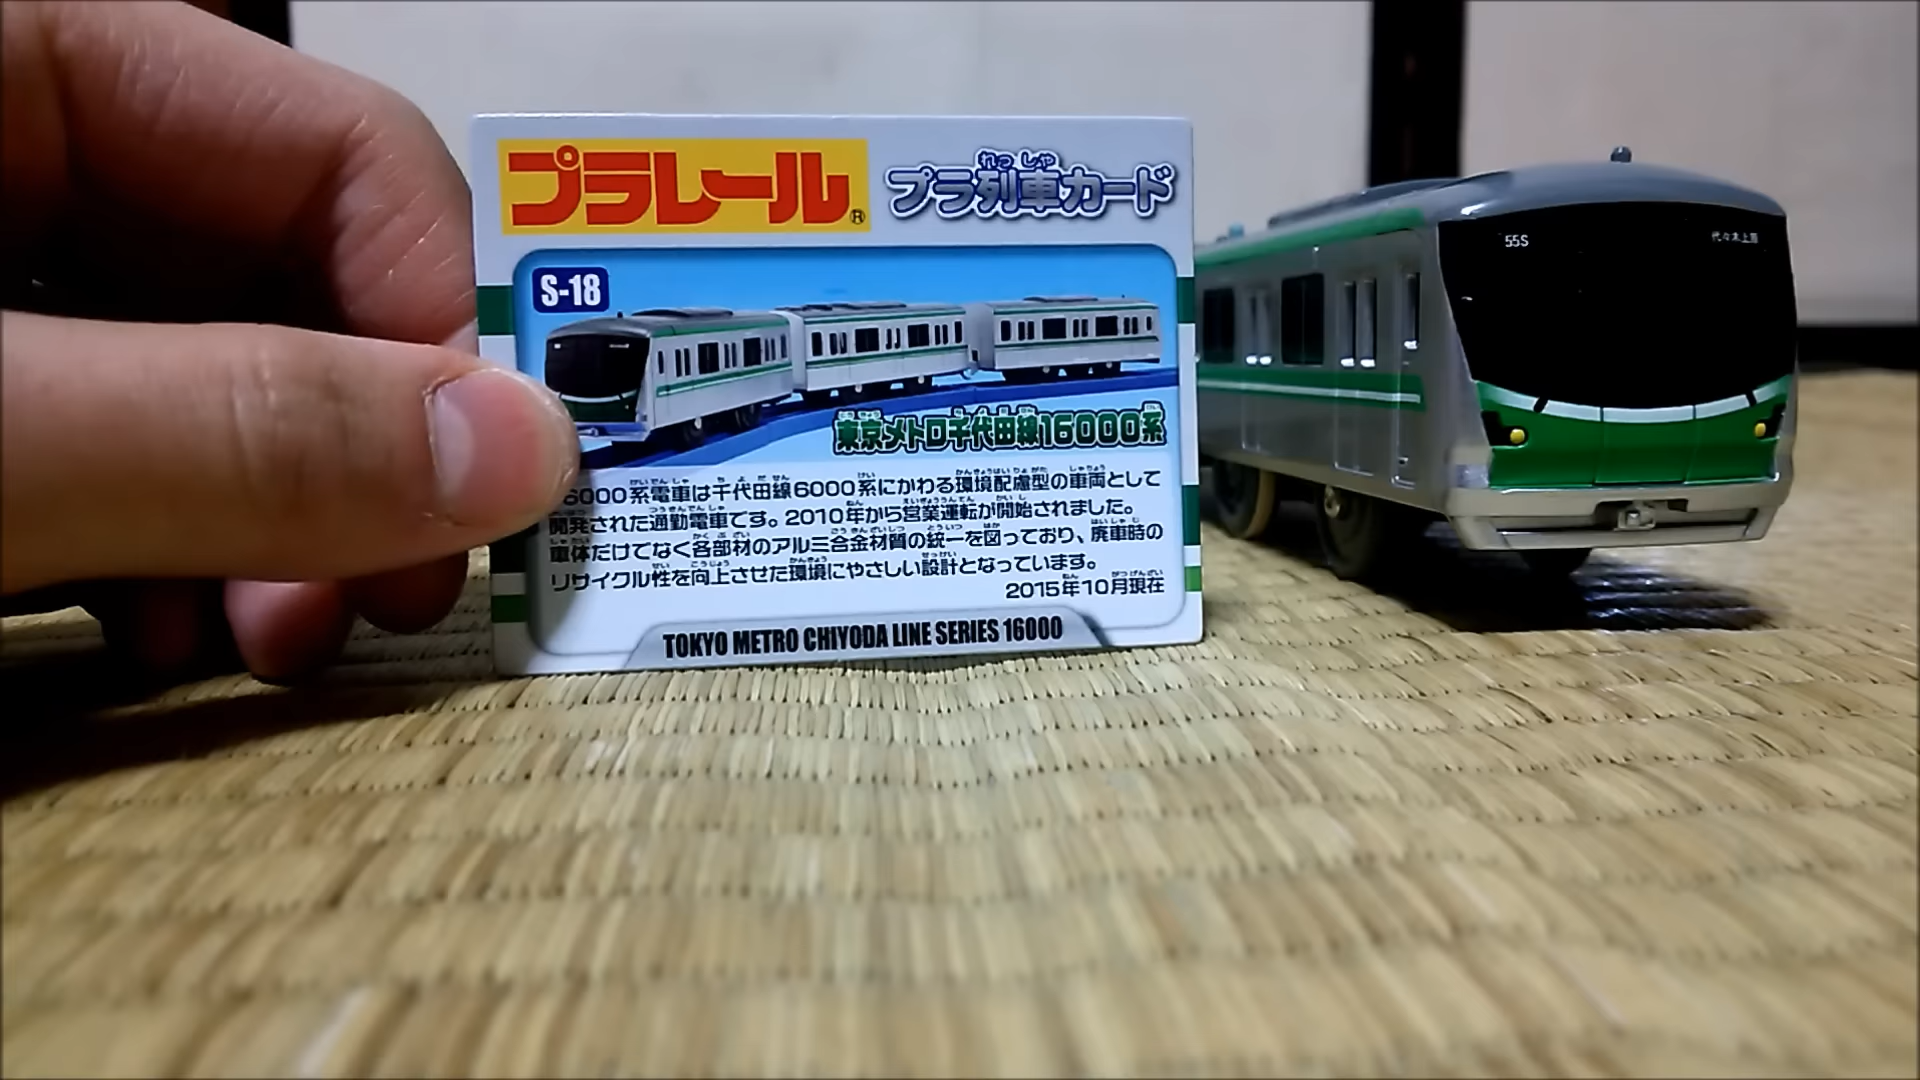 プラレール®
プラ列車カード
S-18
東京メトロ千代田線16000系
6000系電車は千代田線6000系にかわる環境配慮型の車両として
開発された通勤電車です。2010年から営業運転が開始されました。
車体だけでなく各部材のアルミ合金材質の統一を図っており、廃車時の
リサイクル性を向上させた環境にやさしい設計となっています。
2015年10月現在
TOKYO METRO CHIYODA LINE SERIES 16000
55S
代々木上原